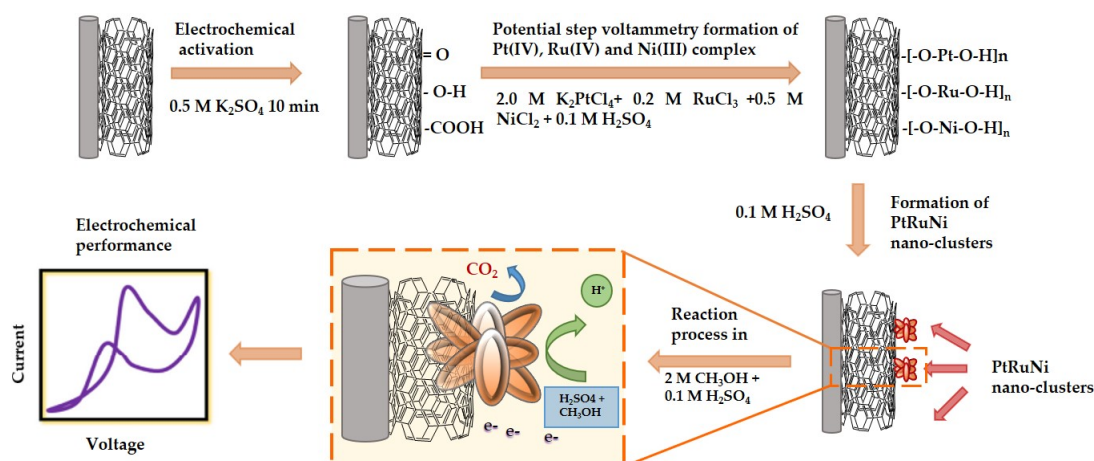 Electrochemical
activation
0.5 M K₂SO₄ 10 min
= O
- O-H
-COOH
Potential step voltammetry formation of
Pt(IV), Ru(IV) and Ni(III) complex
2.0 M K₂PtCl₄+ 0.2 M RuCl₃ +0.5 M
NiCl₂ + 0.1 M H₂SO₄
-[-O-Pt-O-H]n
-[-O-Ru-O-H]ₙ
-[-O-Ni-O-H]ₙ
0.1 M H₂SO₄
Formation of
PtRuNi
nano-clusters
PtRuNi
nano-clusters
Reaction
process in
2 M CH₃OH +
0.1 M H₂SO₄
CO₂
H⁺
H₂SO4 +
CH₃OH
e- e- e-
Electrochemical
performance
Current
Voltage